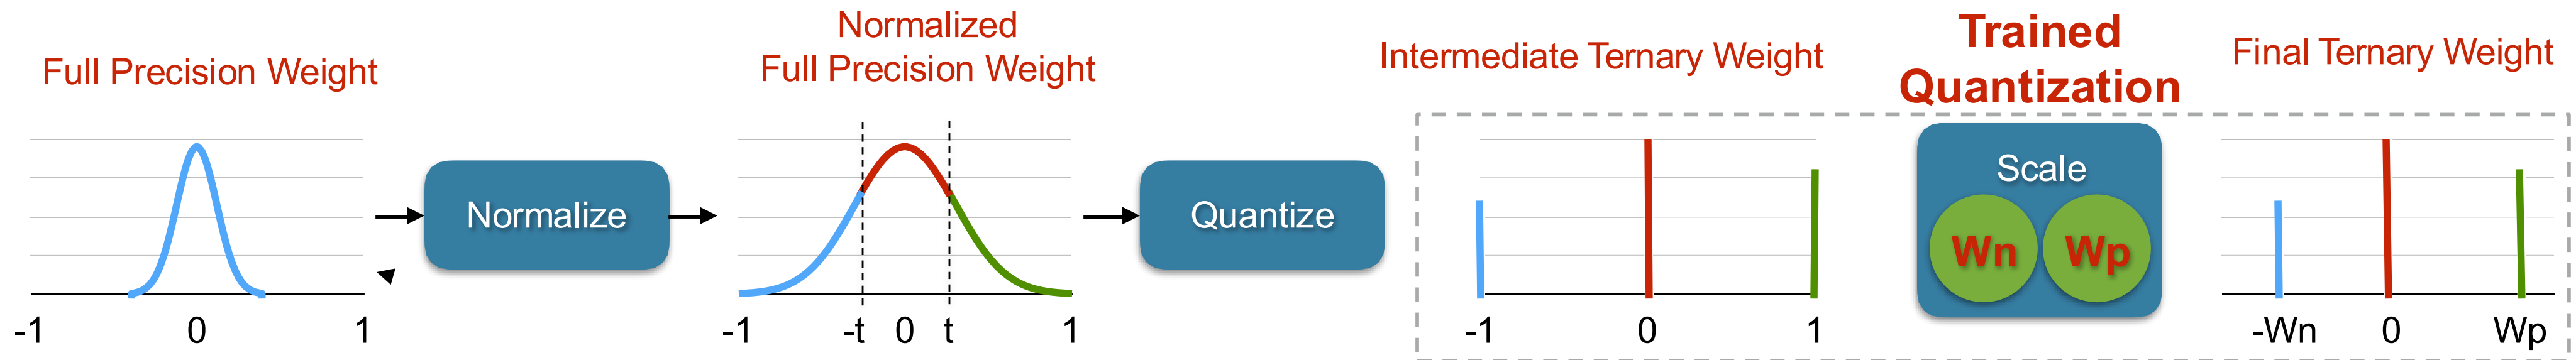 Full Precision Weight
-1 0 1
Normalize
Normalized
Full Precision Weight
-1 -t 0 t 1
Quantize
Intermediate Ternary Weight
-1 0 1
Trained
Quantization
Scale
Wn Wp
Final Ternary Weight
-Wn 0 Wp